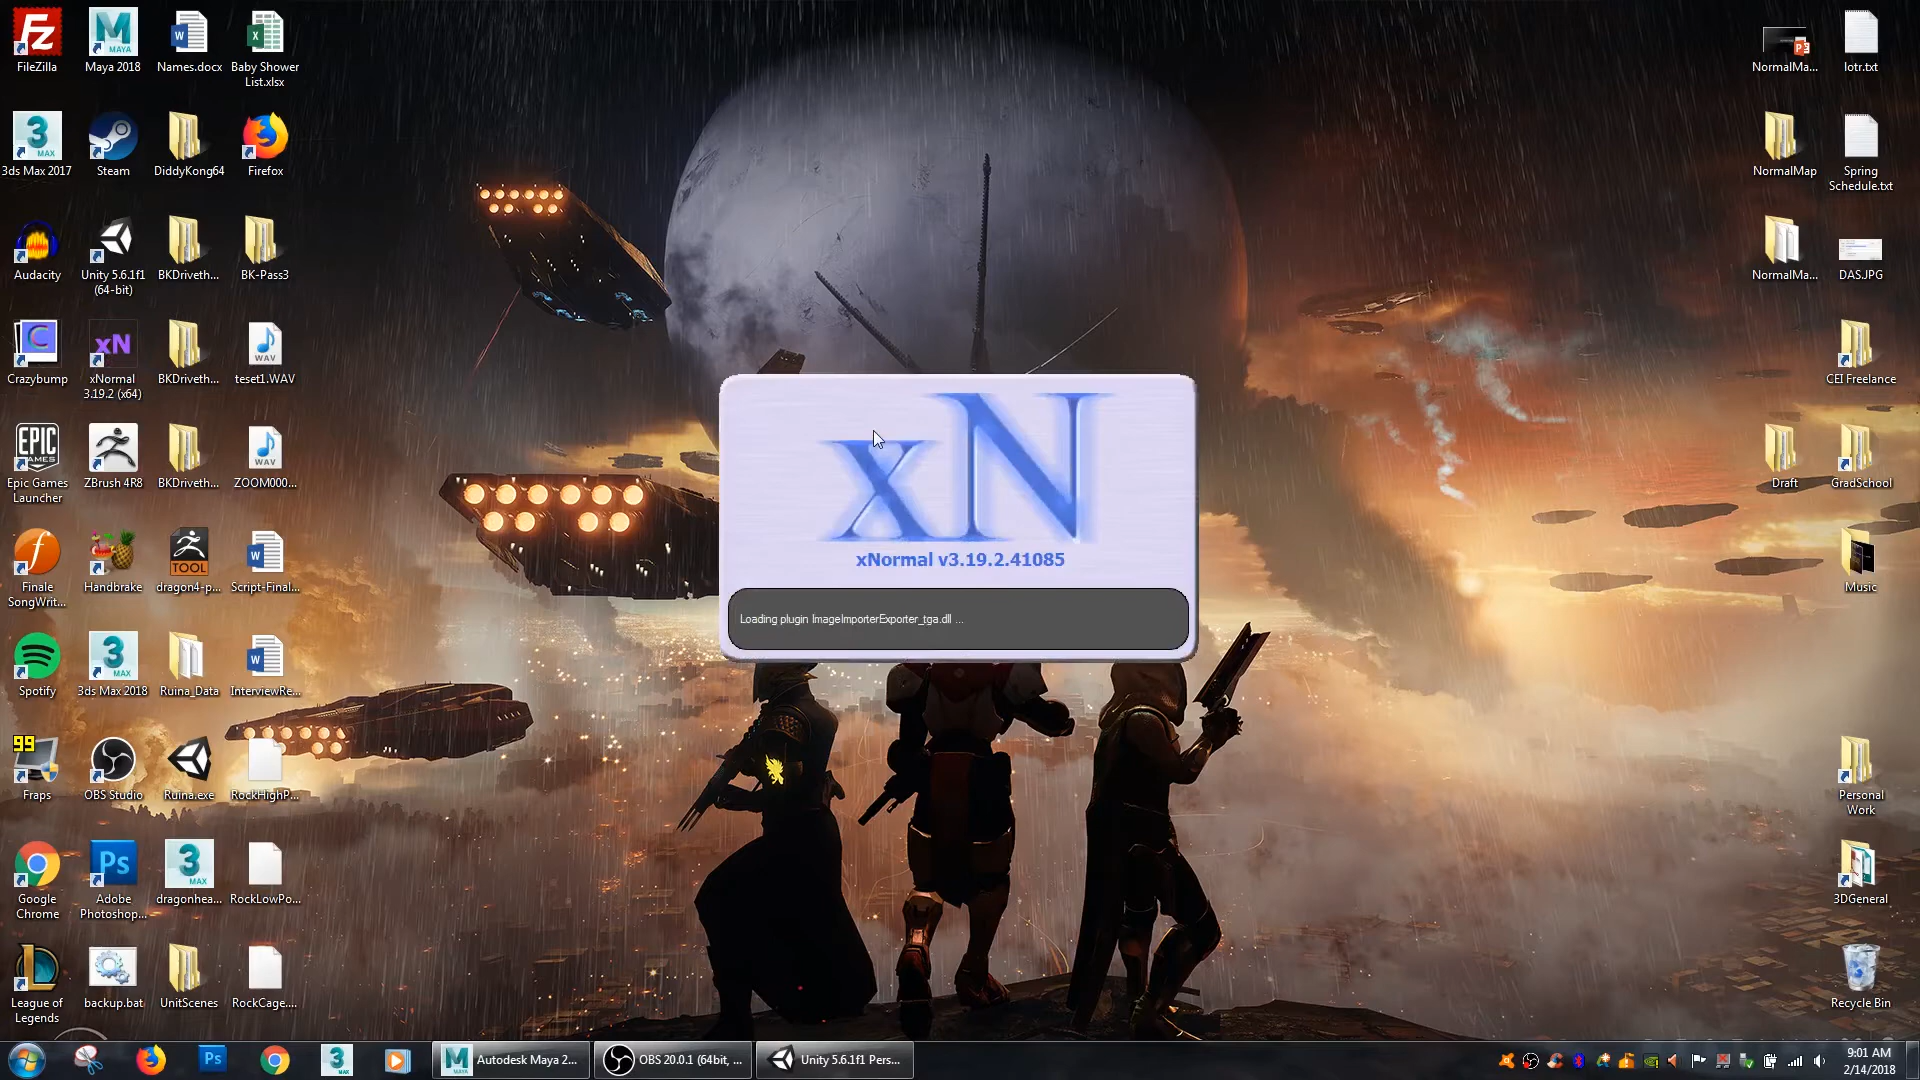 FileZilla
Maya 2018
Names.docx
Baby Shower
List.xlsx
3ds Max 2017
Steam
DiddyKong64
Firefox
Audacity
Unity 5.6.1f1
(64-bit)
BKDriveth...
BK-Pass3
Crazybump
xNormal
3.19.2 (x64)
BKDriveth...
teset1.WAV
Epic Games
Launcher
ZBrush 4R8
BKDriveth...
ZOOM000...
Finale
SongWrit...
Handbrake
dragon4-p...
Script-Final...
Spotify
3ds Max 2018
Ruina_Data
InterviewRe...
Fraps
OBS Studio
Ruina.exe
RockHighP...
Google
Chrome
Adobe
Photoshop...
dragonhea...
RockLowPo...
League of
Legends
backup.bat
UnitScenes
RockCage....
xN
xNormal v3.19.2.41085
Loading plugin ImageImporterExporter_tga.dll ...
NormalMa...
lotr.txt
NormalMap
Spring
Schedule.txt
NormalMa...
DAS.JPG
CEI Freelance
Draft
GradSchool
Music
Personal
Work
3DGeneral
Recycle Bin
Autodesk Maya 2...
OBS 20.0.1 (64bit, ...
Unity 5.6.1f1 Pers...
9:01 AM
2/14/2018